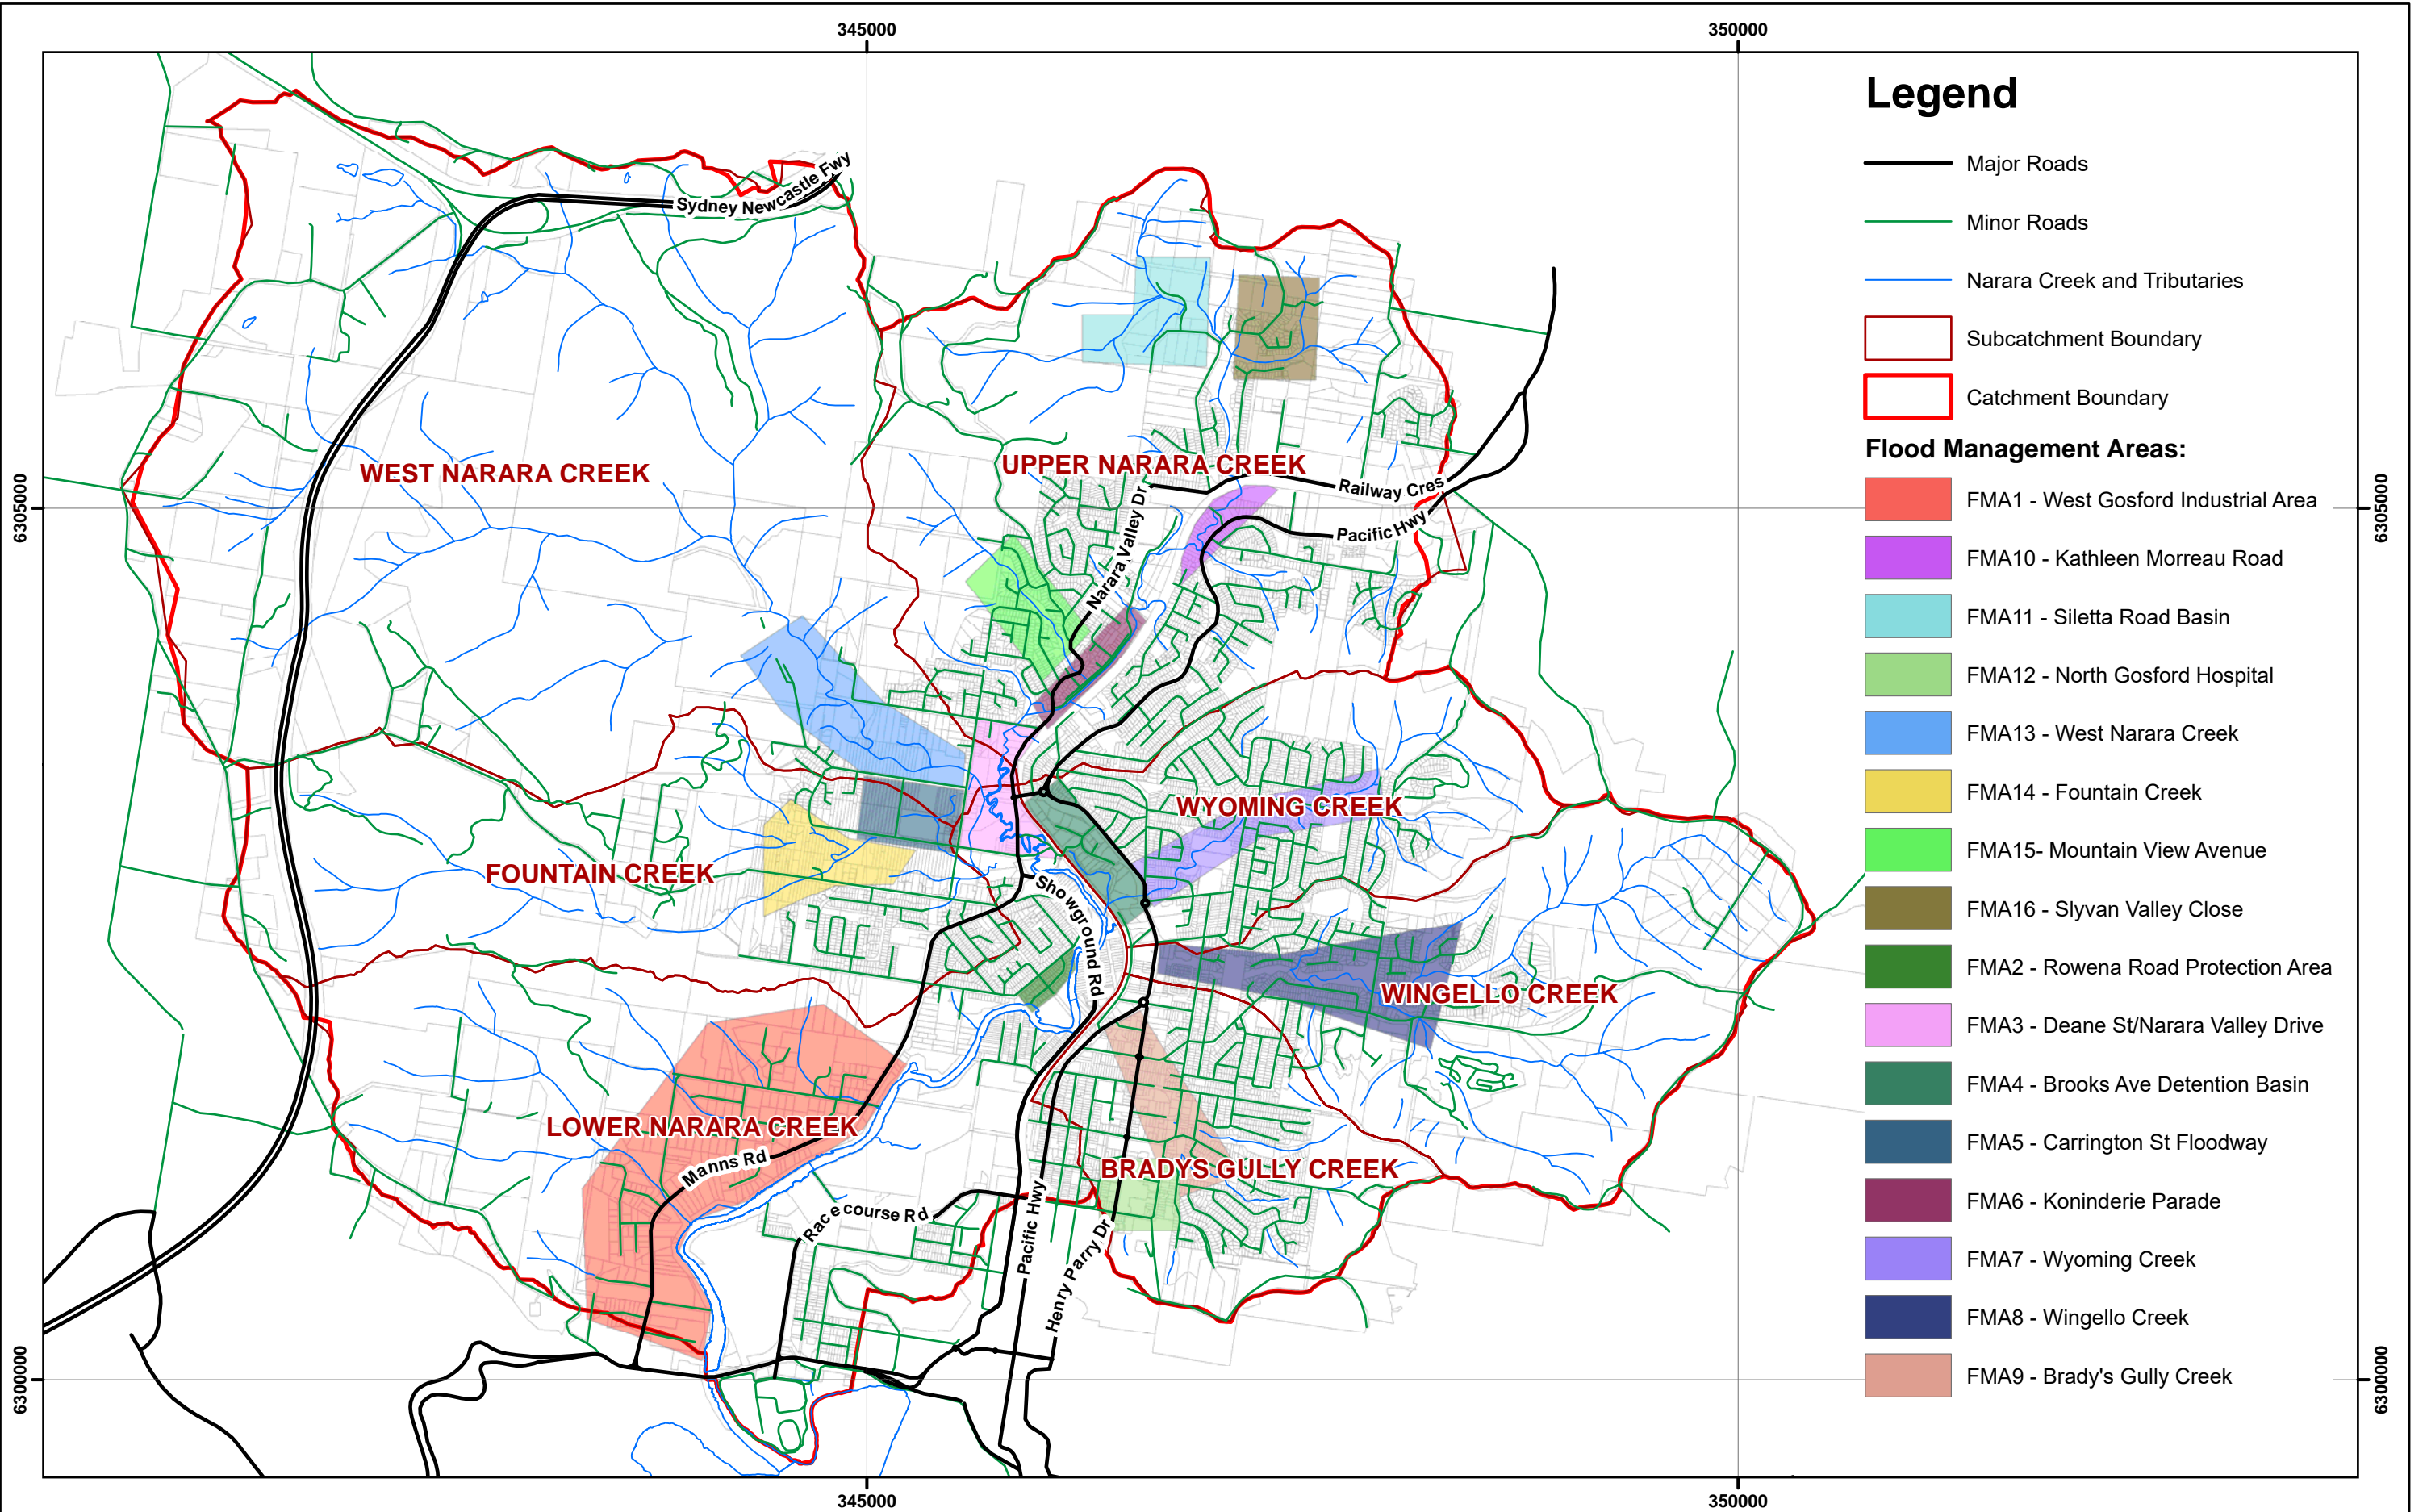 345000
350000
Legend
Major Roads
Minor Roads
Narara Creek and Tributaries
Subcatchment Boundary
Catchment Boundary
Flood Management Areas:
FMA1 - West Gosford Industrial Area
FMA10 - Kathleen Morreau Road
FMA11 - Siletta Road Basin
FMA12 - North Gosford Hospital
FMA13 - West Narara Creek
FMA14 - Fountain Creek
FMA15- Mountain View Avenue
FMA16 - Slyvan Valley Close
FMA2 - Rowena Road Protection Area
FMA3 - Deane St/Narara Valley Drive
FMA4 - Brooks Ave Detention Basin
FMA5 - Carrington St Floodway
FMA6 - Koninderie Parade
FMA7 - Wyoming Creek
FMA8 - Wingello Creek
FMA9 - Brady's Gully Creek
Sydney Newcastle Fwy
WEST NARARA CREEK
UPPER NARARA CREEK
Railway Cres
Pacific Hwy
Narara Valley Dr
6305000
6305000
WYOMING CREEK
FOUNTAIN CREEK
Showground Rd
WINGELLO CREEK
LOWER NARARA CREEK
Manns Rd
BRADYS GULLY CREEK
Racecourse Rd
Pacific Hwy
Henry Parry Dr
6300000
6300000
345000
350000